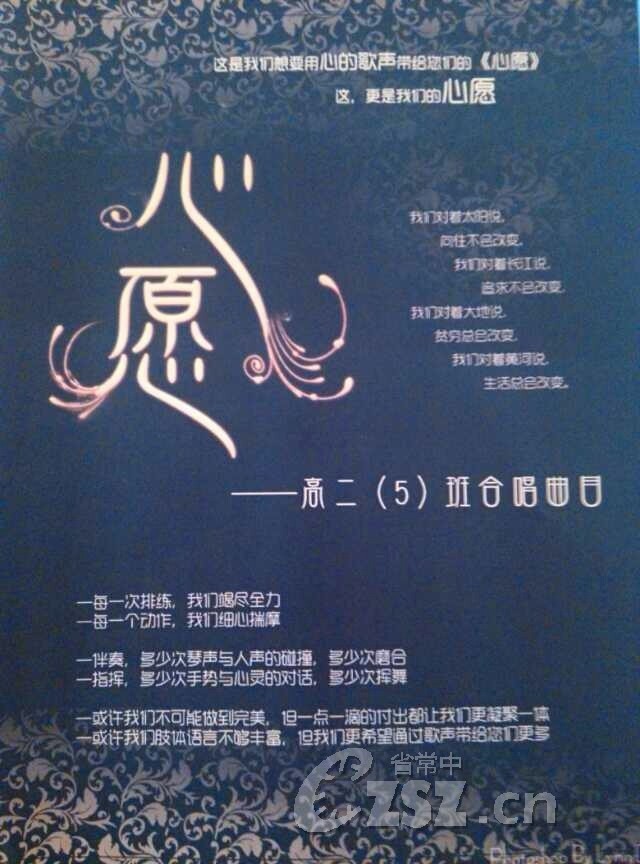 这是我们想要用心的歌声带给您们的《心愿》
这，更是我们的心愿
心愿
我们对着太阳说，
向往不会改变，
我们对着长江说，
追求不会改变，
我们对着大地说，
贫穷总会改变，
我们对着黄河说，
生活总会改变。
——高二（5）班合唱曲目
—每一次排练，我们竭尽全力
—每一个动作，我们细心揣摩
—伴奏，多少次琴声与人声的碰撞，多少次磨合
—指挥，多少次手势与心灵的对话，多少次挥舞
—或许我们不可能做到完美，但一点一滴的付出都让我们更凝聚一体
—或许我们肢体语言不够丰富，但我们更希望通过歌声带给您们更多
省常中
CZSZ.cn